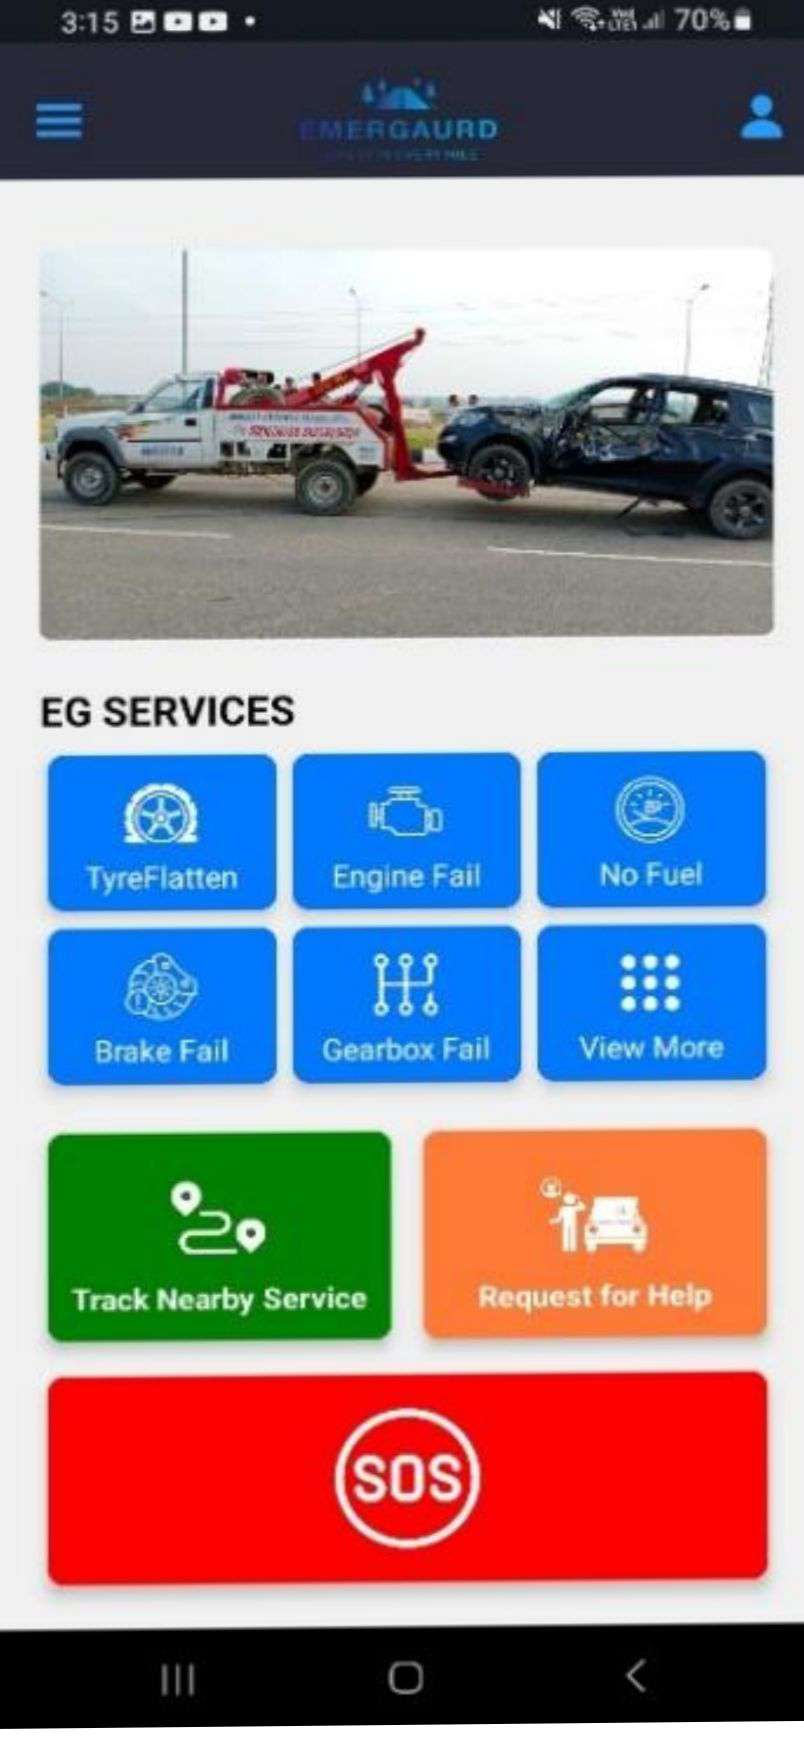 3:15
70%
EMERGAURD
EG SERVICES
TyreFlatten
Engine Fail
No Fuel
Brake Fail
Gearbox Fail
View More
Track Nearby Service
Request for Help
SOS